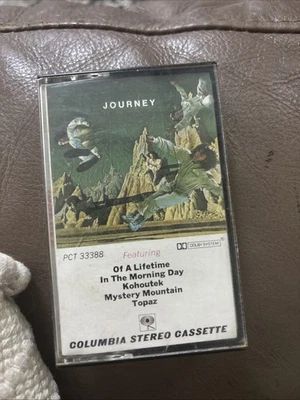 JOURNEY
PCT 33388
Featuring
DOLBY SYSTEM
Of A Lifetime
In The Morning Day
Kohoutek
Mystery Mountain
Topaz
COLUMBIA STEREO CASSETTE